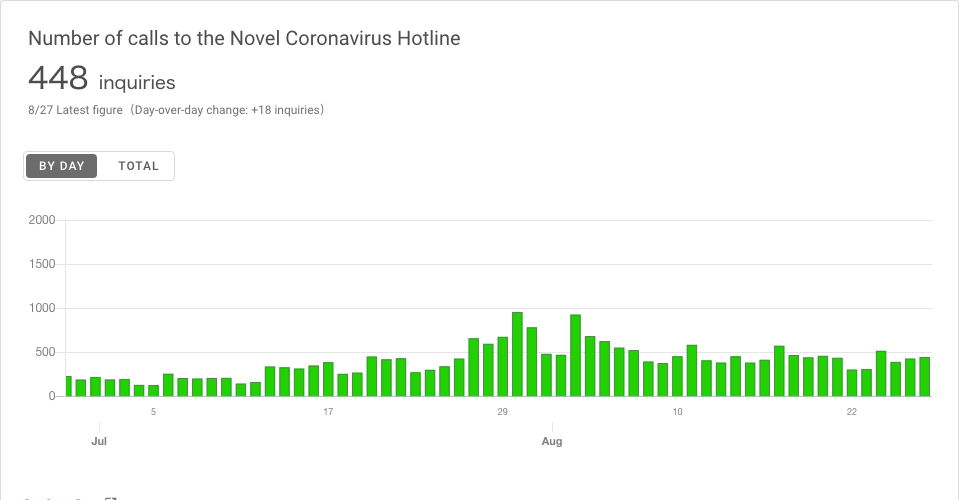 Number of calls to the Novel Coronavirus Hotline
448 inquiries
8/27 Latest figure（Day-over-day change: +18 inquiries）
BY DAY TOTAL
2000
1500
1000
500
0
5 17 29 10 22
Jul Aug